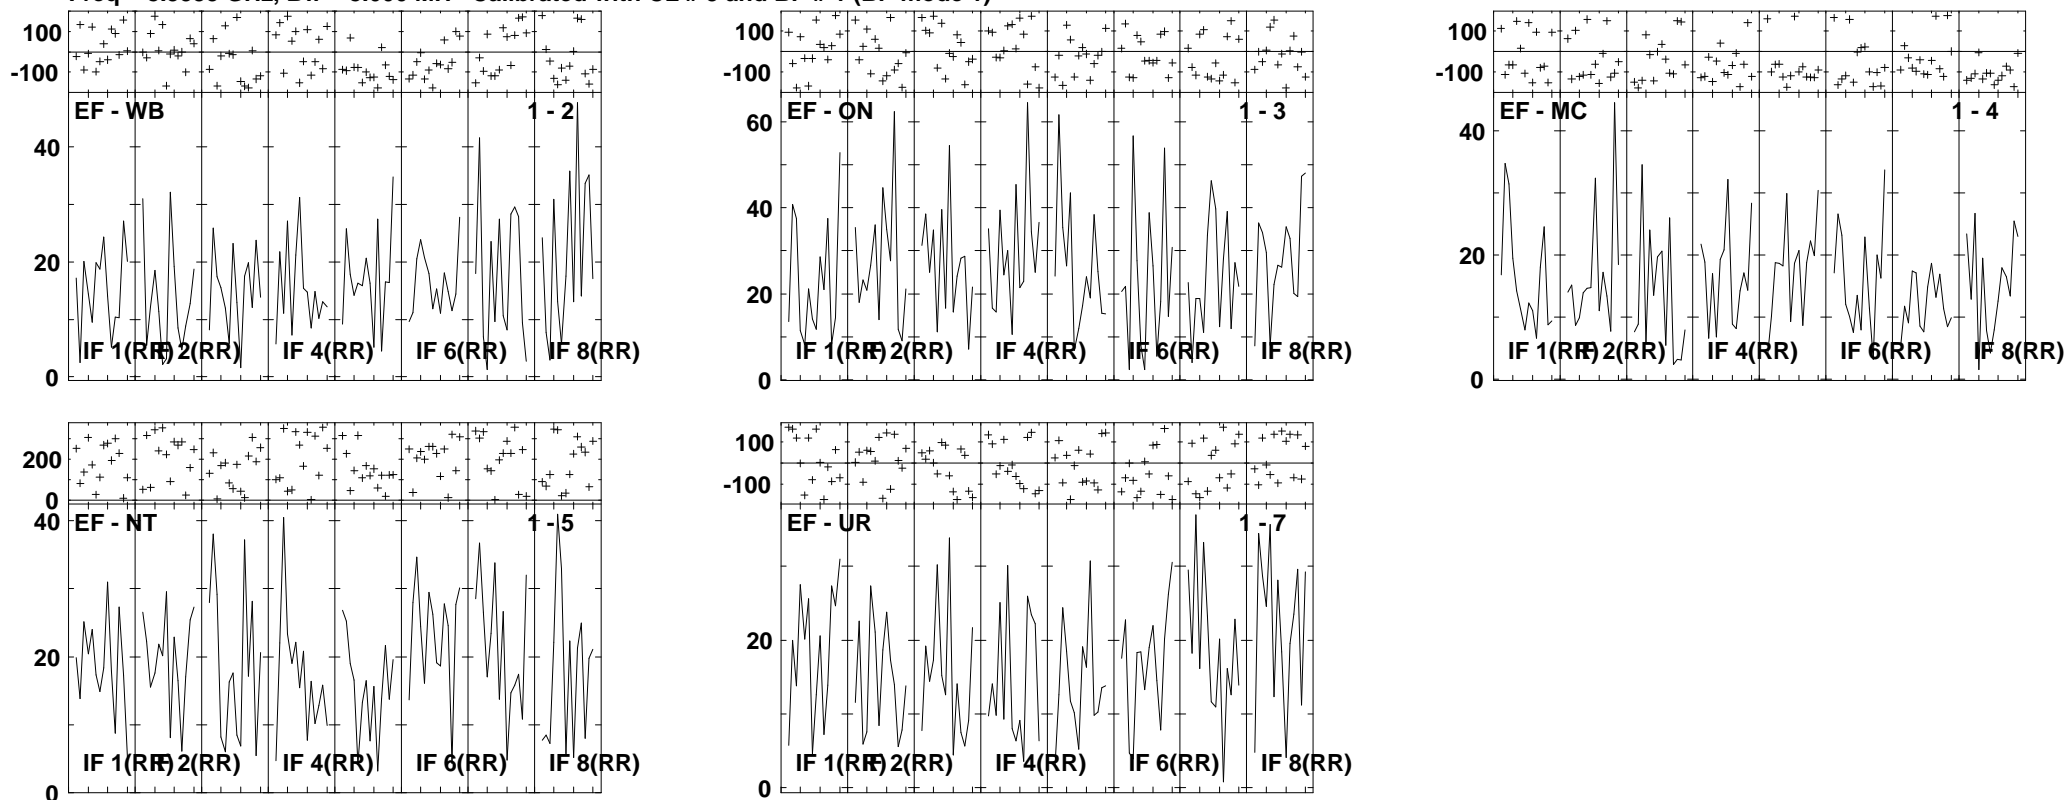 100
-100
EF - WB
1 - 2
40
20
0
IF 1(RR)
IF 2(RR)
IF 4(RR)
IF 6(RR)
IF 8(RR)
100
-100
EF - ON
1 - 3
60
40
20
0
IF 1(RR)
IF 2(RR)
IF 4(RR)
IF 6(RR)
IF 8(RR)
100
-100
EF - MC
1 - 4
40
20
0
IF 1(RR)
IF 2(RR)
IF 4(RR)
IF 6(RR)
IF 8(RR)
200
0
EF - NT
1 - 5
40
20
0
IF 1(RR)
IF 2(RR)
IF 4(RR)
IF 6(RR)
IF 8(RR)
100
-100
EF - UR
1 - 7
20
0
IF 1(RR)
IF 2(RR)
IF 4(RR)
IF 6(RR)
IF 8(RR)